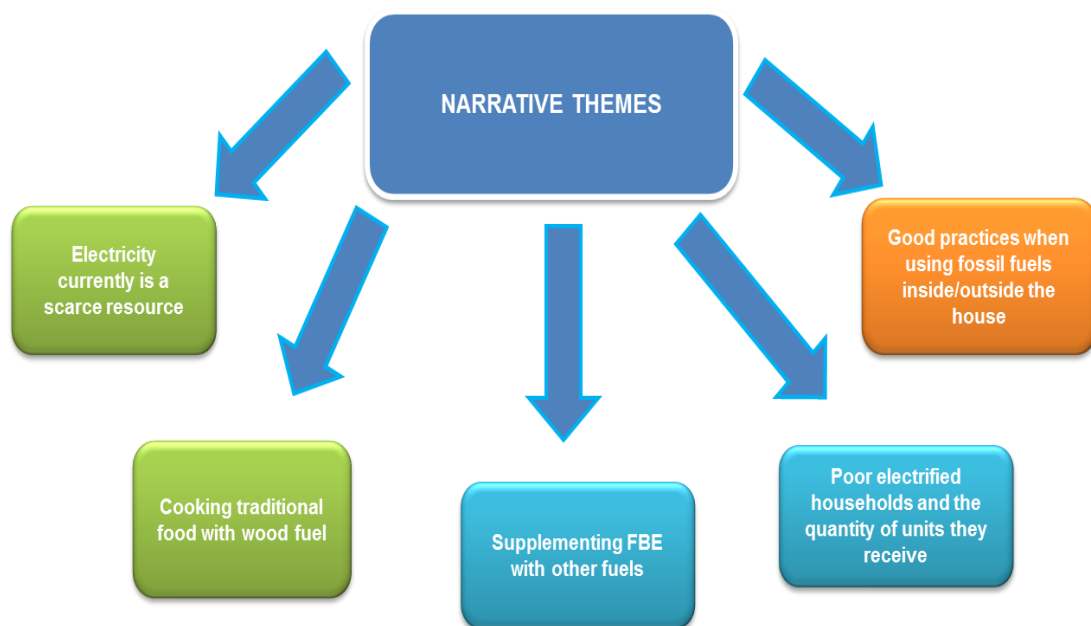 NARRATIVE THEMES
Electricity
currently is a
scarce resource
Good practices when
using fossil fuels
inside/outside the
house
Cooking traditional
food with wood fuel
Supplementing FBE
with other fuels
Poor electrified
households and the
quantity of units they
receive